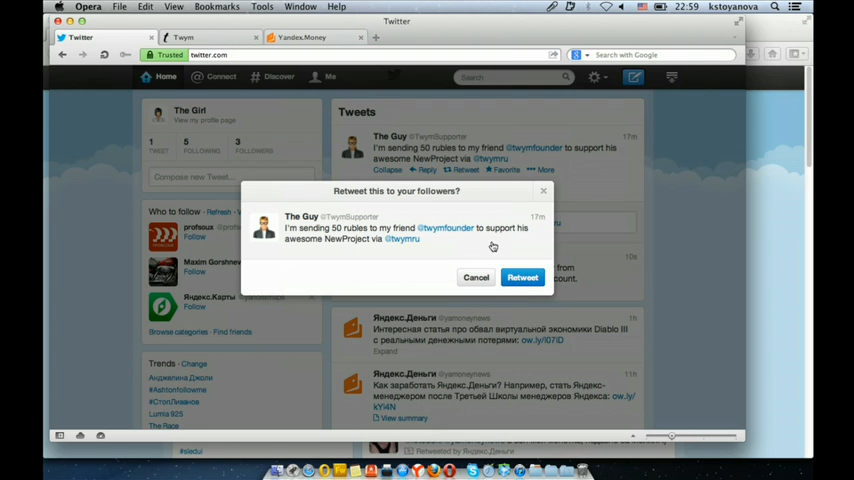 Opera File Edit View Bookmarks Tools Window Help 22:59 kstoyanova
Twitter
Twitter Twym Yandex.Money
Trusted twitter.com Search with Google
Home Connect Discover Me Search
The Girl
View my profile page
1 5 3
TWEET FOLLOWING FOLLOWERS
Compose new Tweet...
Who to follow · Refresh ·
profsoux
Follow
Maxim Gorshnev
Follow
Яндекс.Карты
Follow
Browse categories · Find friends
Trends · Change
Анджелина Джоли
#Ashtonfollowme
#СтопЛиванов
Lumia 925
The Race
#sledui
Tweets
The Guy @TwymSupporter 17m
I'm sending 50 rubles to my friend @twymfounder to support his
awesome NewProject via @twymru
Collapse Reply Retweet Favorite More
Retweet this to your followers?
The Guy @TwymSupporter 17m
I'm sending 50 rubles to my friend @twymfounder to support his
awesome NewProject via @twymru
Cancel Retweet
10s
from
count.
Яндекс.Деньги @yamoneynews 1h
Интересная статья про обвал виртуальной экономики Diablo III
с реальными денежными потерями: ow.ly/l07lD
Expand
Яндекс.Деньги @yamoneynews 1h
Как заработать Яндекс.Деньги? Например, стать Яндекс-
менеджером после Третьей Школы менеджеров Яндекса: ow.ly/
kYi4N
View summary
Retweeted by Яндекс.Деньги